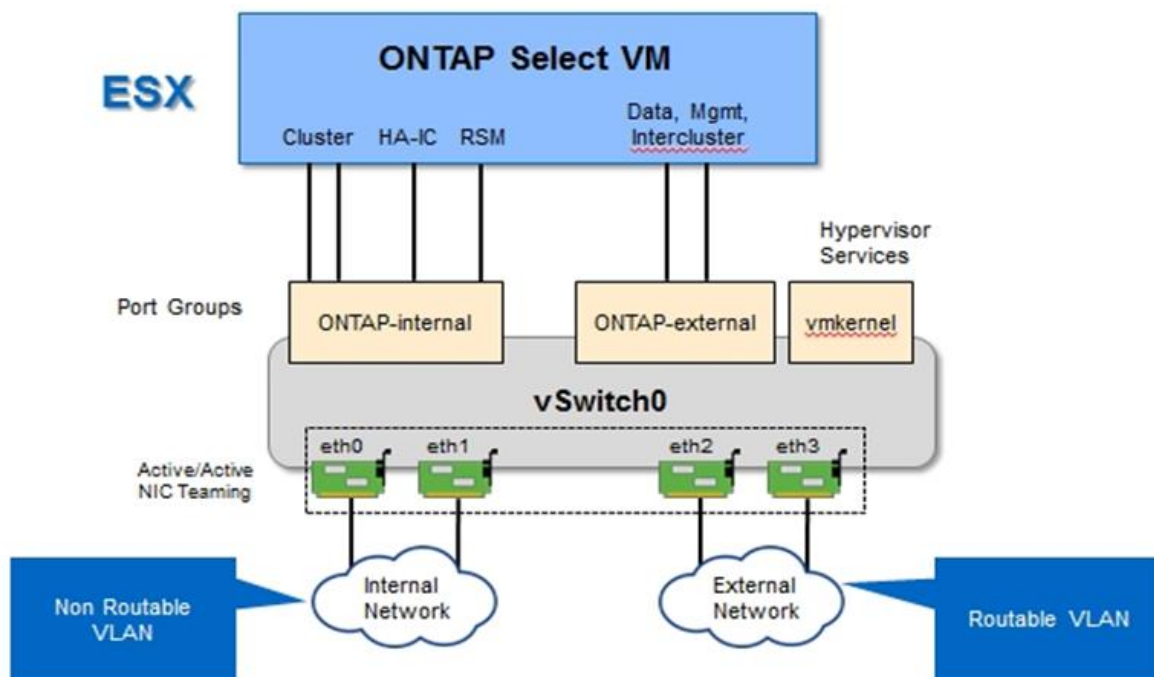 ONTAP Select VM
ESX
Data, Mgmt,
Intercluster
Cluster
HA-IC
RSM
Hypervisor
Services
Port Groups
ONTAP-internal
ONTAP-external
vmkernel
vSwitch0
eth0
eth1
eth2
eth3
Active/Active
NIC Teaming
Internal
Network
External
Network
Non Routable
VLAN
Routable VLAN